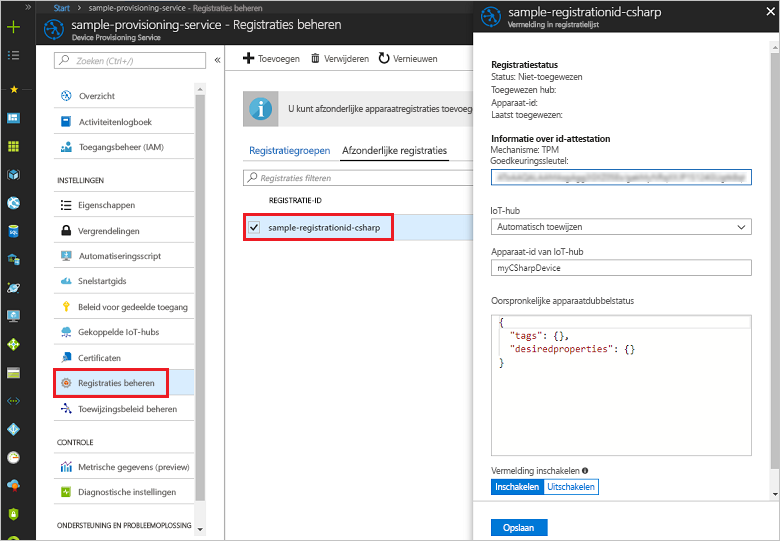 Start > sample-provisioning-service - Registraties beheren
sample-provisioning-service - Registraties beheren
Device Provisioning Service
Zoeken (Ctrl+/)
Overzicht
Activiteitenlogboek
Toegangsbeheer (IAM)
INSTELLINGEN
Eigenschappen
Vergrendelingen
Automatiseringsscript
Snelstartgids
Beleid voor gedeelde toegang
Gekoppelde IoT-hubs
Certificaten
Registraties beheren
Toewijzingsbeleid beheren
CONTROLE
Metrische gegevens (preview)
Diagnostische instellingen
ONDERSTEUNING EN PROBLEEMOPLOSSING
Toevoegen Verwijderen Vernieuwen
U kunt afzonderlijke apparaatregistraties toevoege
Registratiegroepen Afzonderlijke registraties
Registraties filteren
REGISTRATIE-ID
sample-registrationid-csharp
sample-registrationid-csharp
Vermelding in registratielijst
Registratiestatus
Status: Niet-toegewezen
Toegewezen hub:
Apparaat-id:
Laatst toegewezen:
Informatie over id-attestation
Mechanisme: TPM
Goedkeuringssleutel:
IoT-hub
Automatisch toewijzen
Apparaat-id van IoT-hub
myCSharpDevice
Oorspronkelijke apparaatdubbelstatus
{
"tags": {},
"desiredproperties": {}
}
Vermelding inschakelen
Inschakelen Uitschakelen
Opslaan